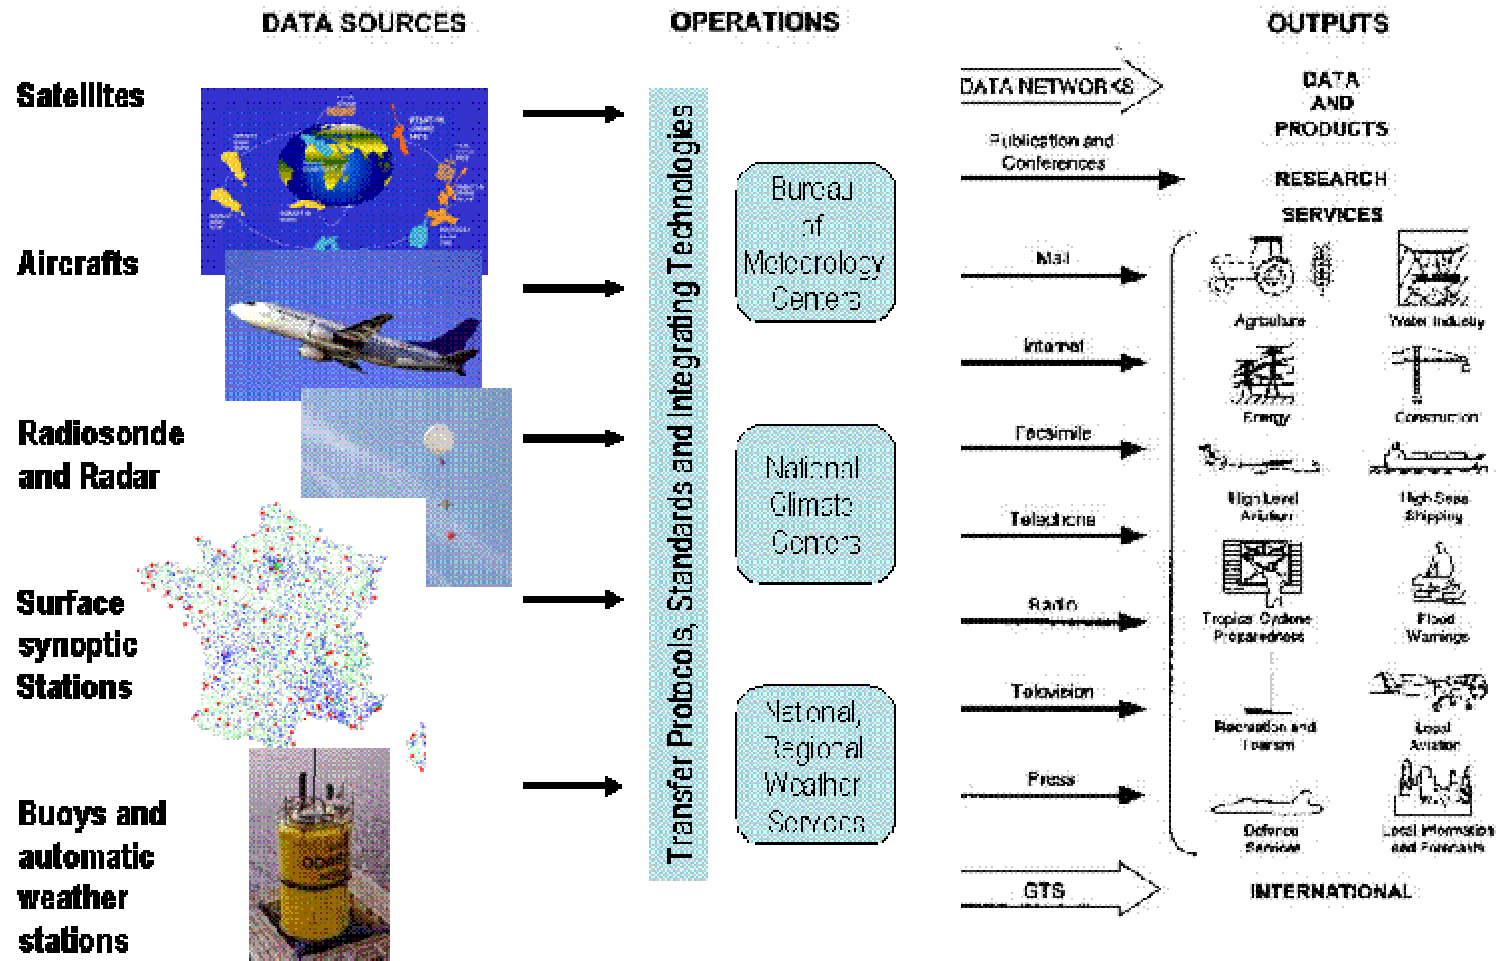 DATA SOURCES
OPERATIONS
OUTPUTS
Satellites
Aircrafts
Radiosonde
and Radar
Surface
synoptic
Stations
Buoys and
automatic
weather
stations
Transfer Protocols, Standards and Integrating Technologies
Bureau
of
Meteorology
Centers
National
Climate
Centers
National,
Regional
Weather
Services
DATA NETWORKS
Publication and
Conferences
Mail
Internet
Facsimile
Telephone
Radio
Television
Press
GTS
DATA
AND
PRODUCTS
RESEARCH
SERVICES
Agriculture
Water Industry
Energy
Construction
High Level
Aviation
High Seas
Shipping
Tropical Cyclone
Preparedness
Flood
Warnings
Recreation and
Tourism
Local
Aviation
Defence
Services
Local Information
and Forecasts
INTERNATIONAL